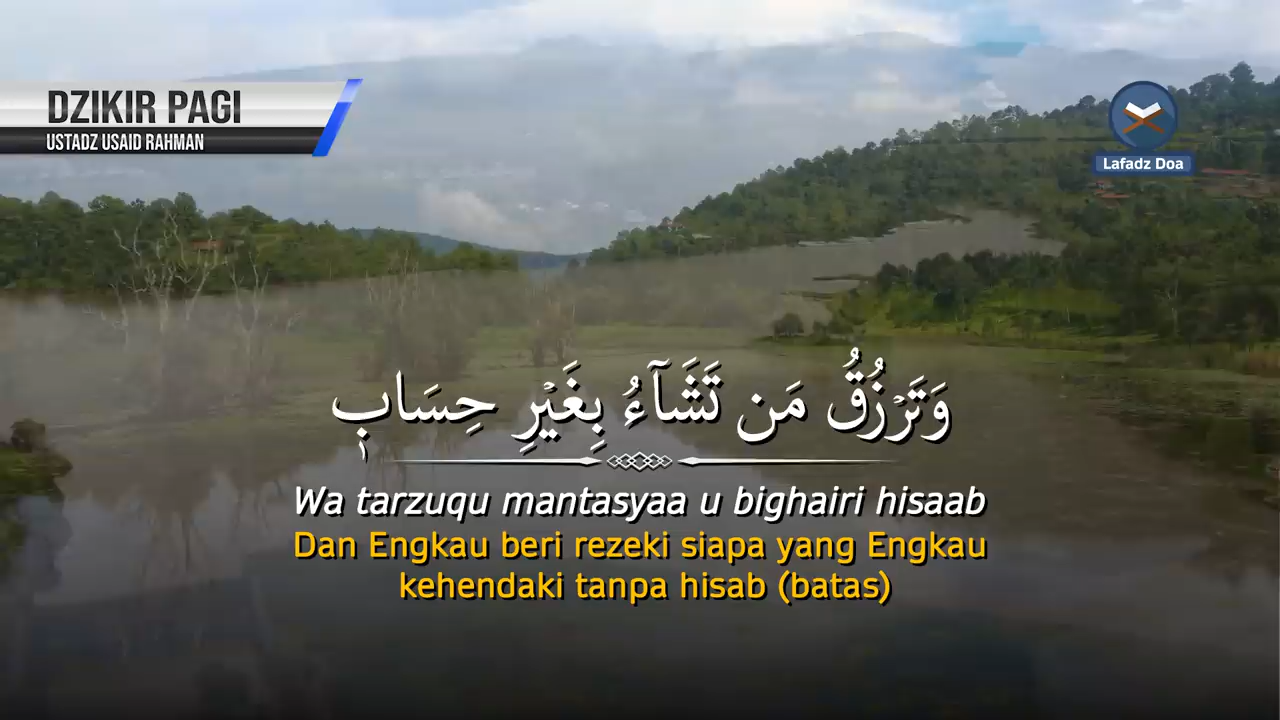 DZIKIR PAGI
USTADZ USAID RAHMAN
Lafadz Doa
وَتَرْزُقُ مَن تَشَآءُ بِغَيْرِ حِسَابٍ
Wa tarzuqu mantasyaa u bighairi hisaab
Dan Engkau beri rezeki siapa yang Engkau
kehendaki tanpa hisab (batas)